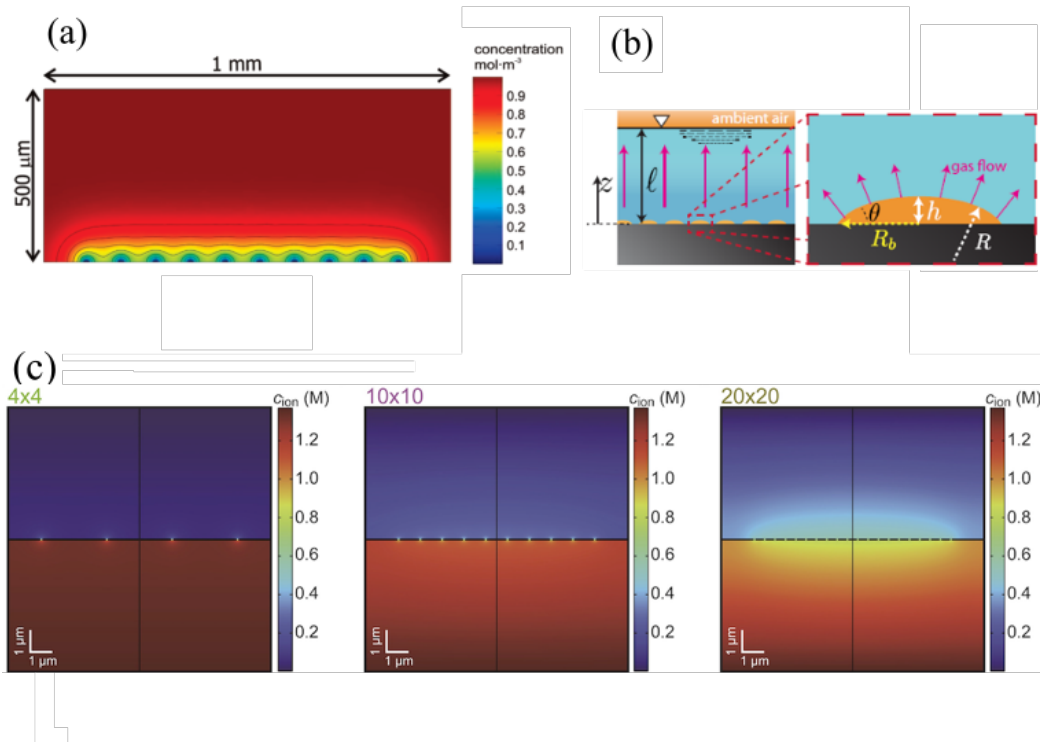 (a)
1 mm
500 µm
concentration
mol·m⁻³
0.9
0.8
0.7
0.6
0.5
0.4
0.3
0.2
0.1
(b)
ambient air
z
ℓ
gas flow
θ
h
R_b
R
(c)
4x4
c_ion (M)
1.2
1.0
0.8
0.6
0.4
0.2
1 µm
1 µm
10x10
c_ion (M)
1.2
1.0
0.8
0.6
0.4
0.2
1 µm
1 µm
20x20
c_ion (M)
1.2
1.0
0.8
0.6
0.4
0.2
1 µm
1 µm